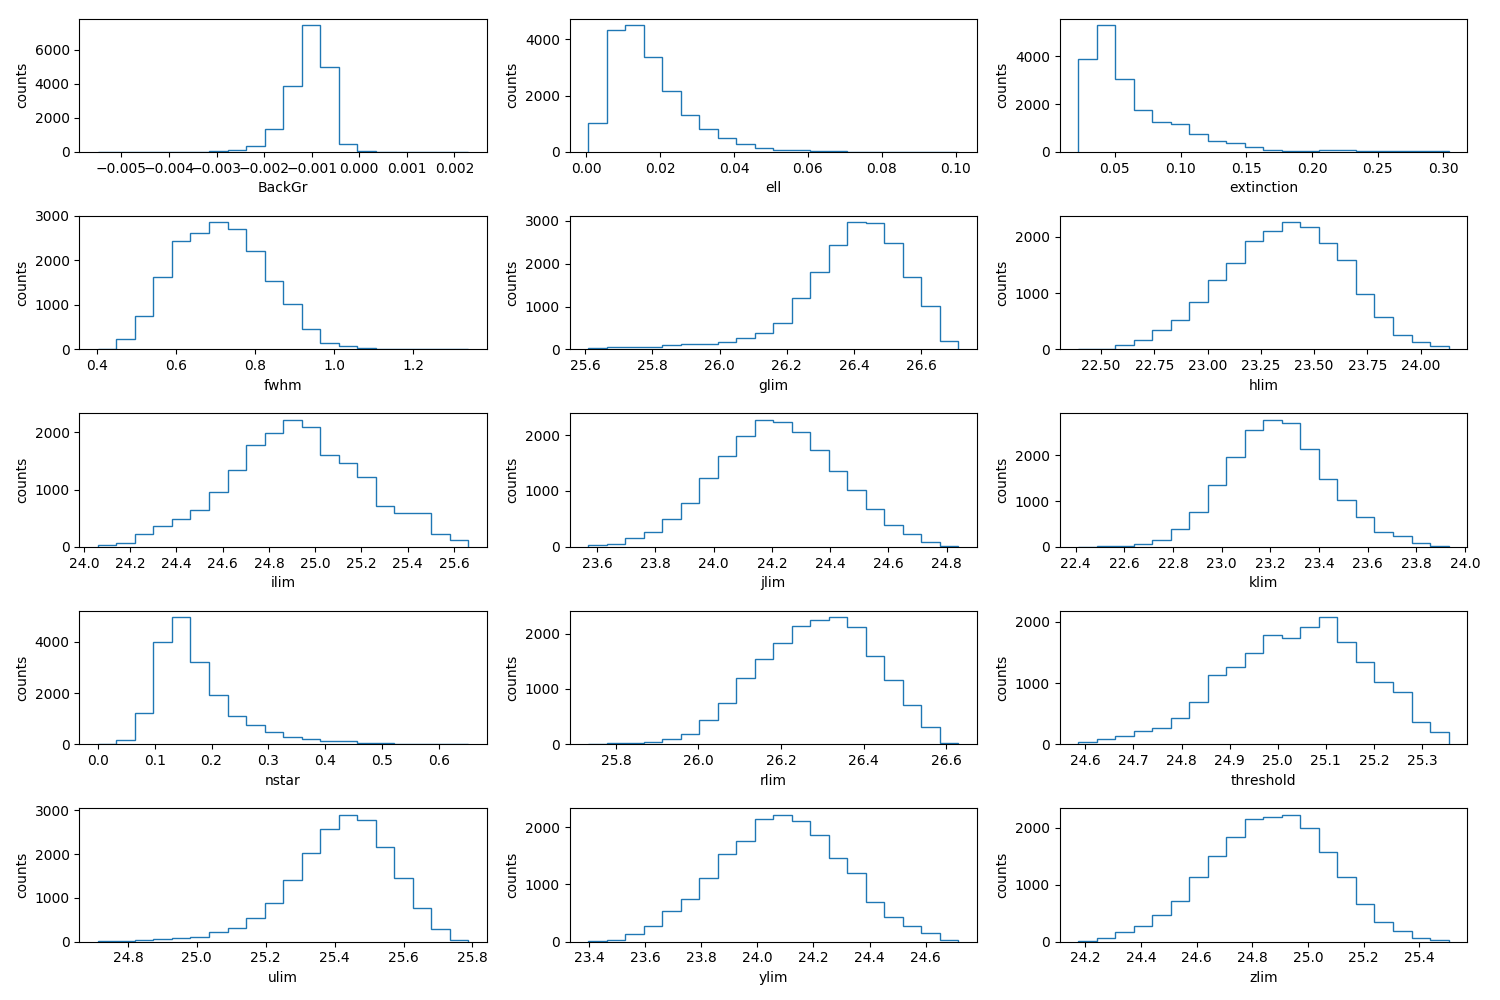 counts
6000
4000
2000
0
−0.005 −0.004 −0.003 −0.002 −0.001 0.000 0.001 0.002
BackGr
counts
4000
2000
0
0.00 0.02 0.04 0.06 0.08 0.10
ell
counts
4000
2000
0
0.05 0.10 0.15 0.20 0.25 0.30
extinction
counts
3000
2000
1000
0
0.4 0.6 0.8 1.0 1.2
fwhm
counts
3000
2000
1000
0
25.6 25.8 26.0 26.2 26.4 26.6
glim
counts
2000
1000
0
22.50 22.75 23.00 23.25 23.50 23.75 24.00
hlim
counts
2000
1000
0
24.0 24.2 24.4 24.6 24.8 25.0 25.2 25.4 25.6
ilim
counts
2000
1000
0
23.6 23.8 24.0 24.2 24.4 24.6 24.8
jlim
counts
2000
1000
0
22.4 22.6 22.8 23.0 23.2 23.4 23.6 23.8 24.0
klim
counts
4000
2000
0
0.0 0.1 0.2 0.3 0.4 0.5 0.6
nstar
counts
2000
1000
0
25.8 26.0 26.2 26.4 26.6
rlim
counts
2000
1000
0
24.6 24.7 24.8 24.9 25.0 25.1 25.2 25.3
threshold
counts
3000
2000
1000
0
24.8 25.0 25.2 25.4 25.6 25.8
ulim
counts
2000
1000
0
23.4 23.6 23.8 24.0 24.2 24.4 24.6
ylim
counts
2000
1000
0
24.2 24.4 24.6 24.8 25.0 25.2 25.4
zlim